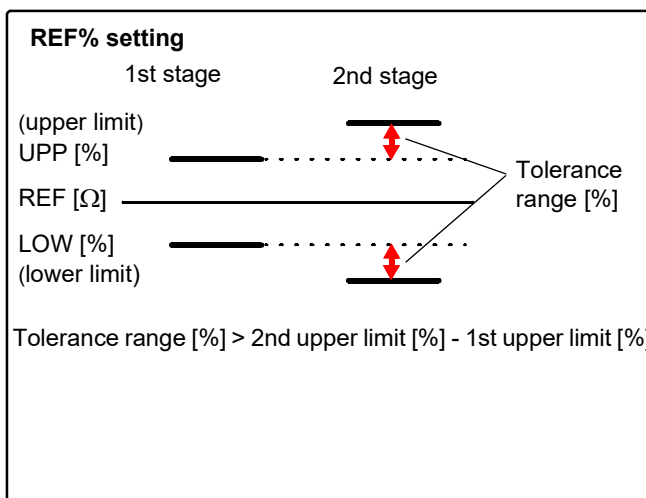 REF% setting
1st stage
2nd stage
(upper limit)
UPP [%]
REF [Ω]
LOW [%]
(lower limit)
Tolerance
range [%]
Tolerance range [%] > 2nd upper limit [%] - 1st upper limit [%]